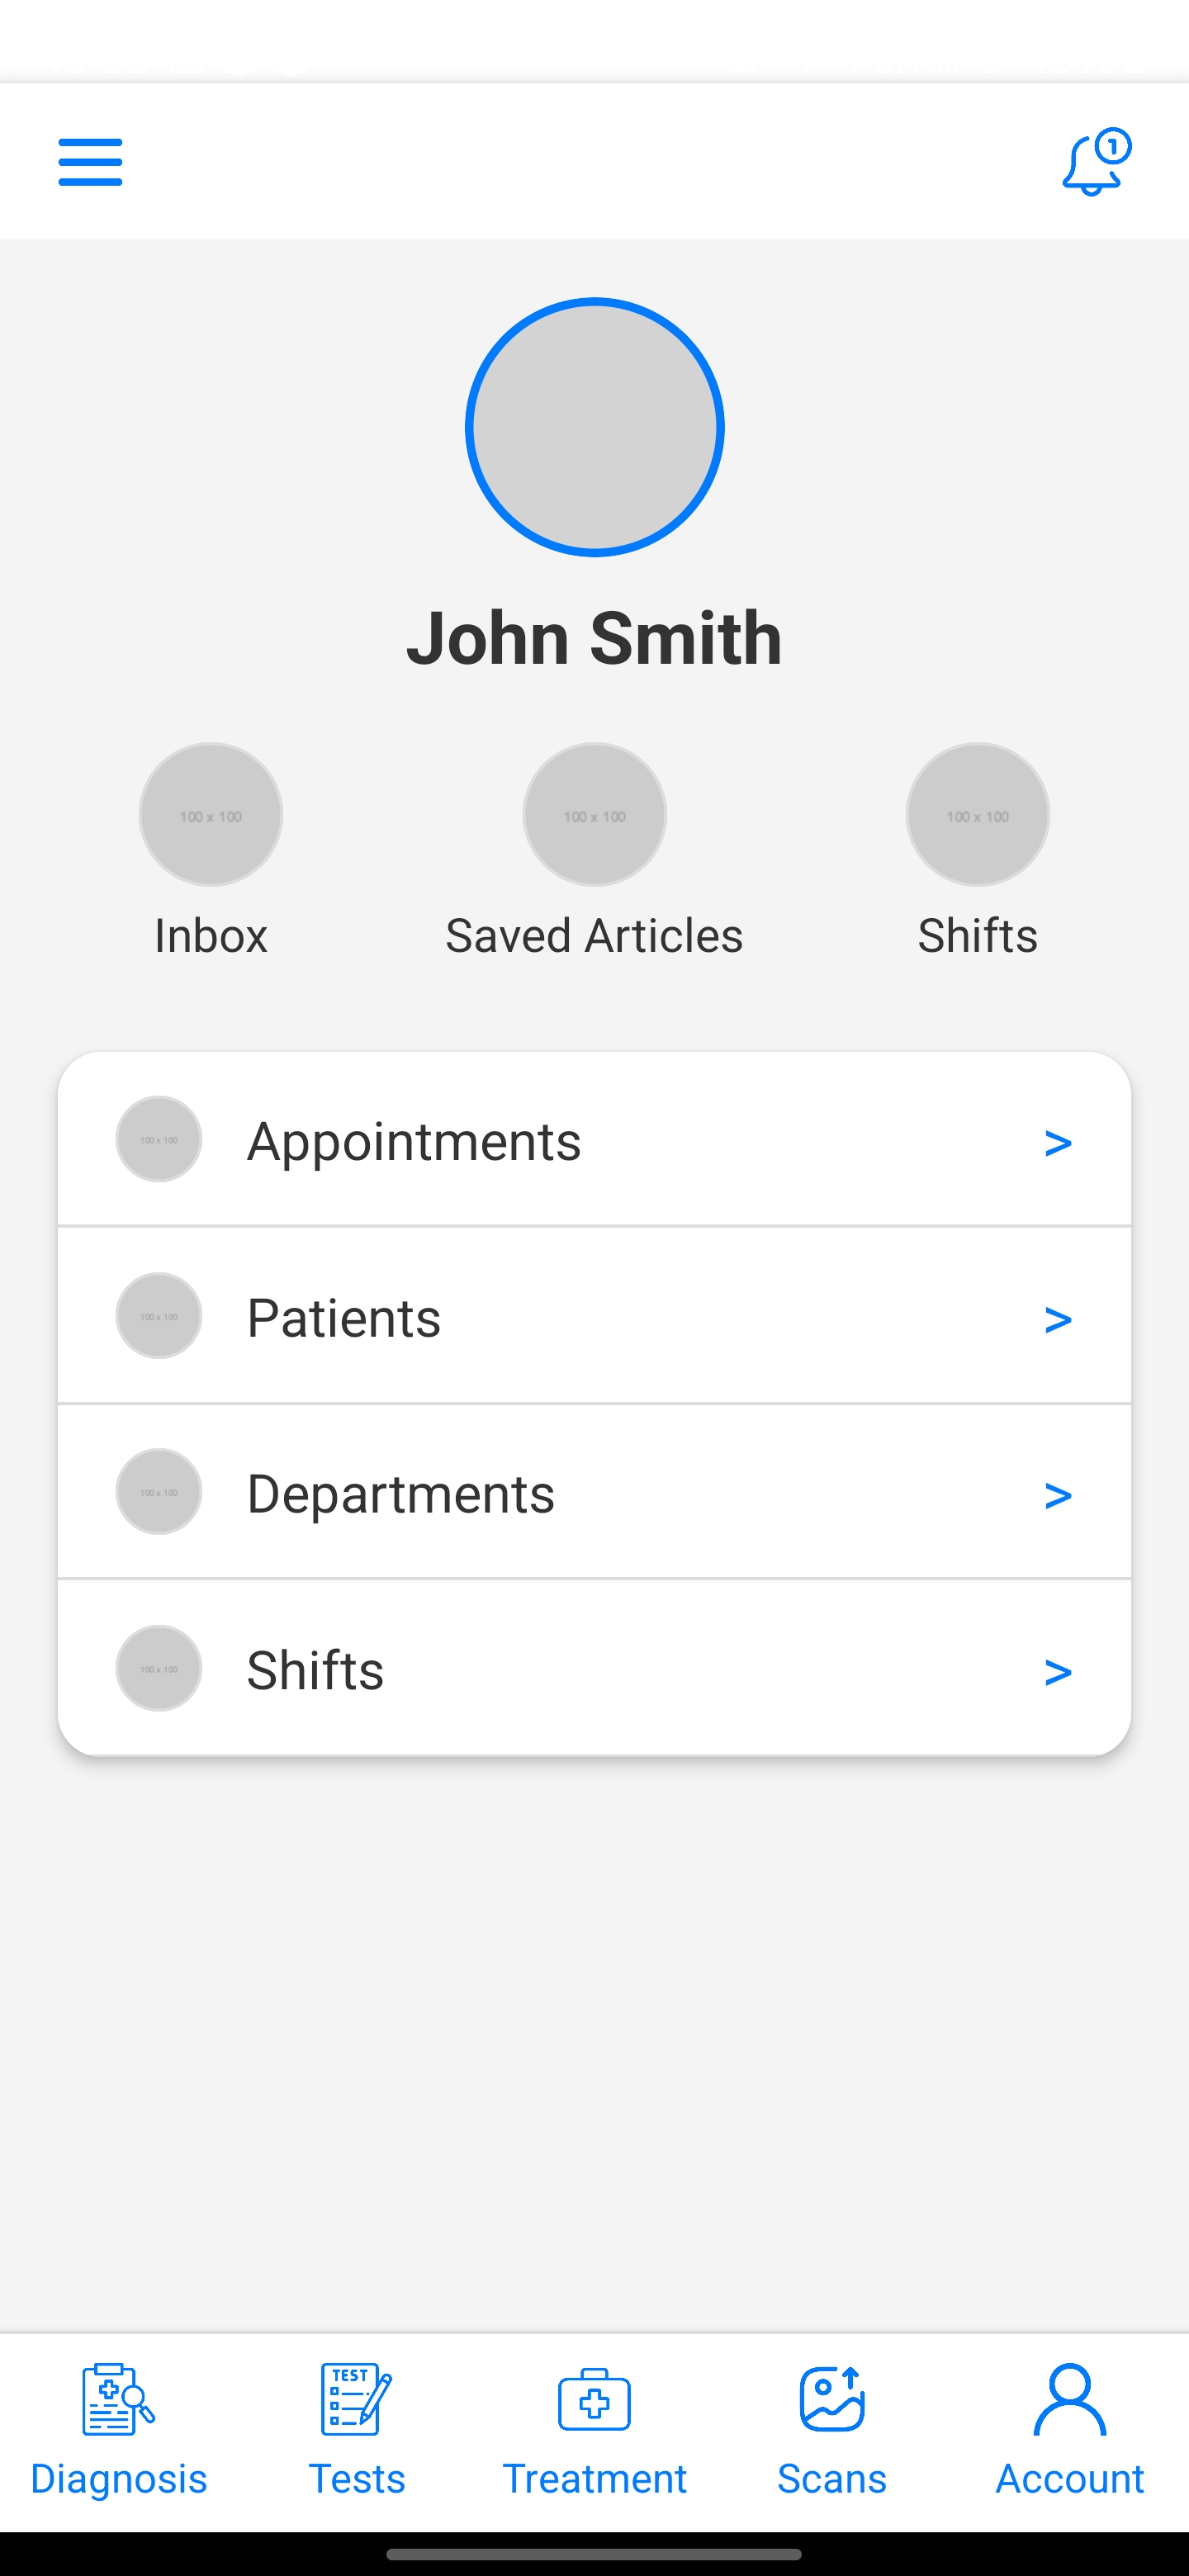 1
John Smith
100 x 100
100 x 100
100 x 100
Inbox
Saved Articles
Shifts
100 x 100
Appointments
>
100 x 100
Patients
>
100 x 100
Departments
>
100 x 100
Shifts
>
TEST
Diagnosis
Tests
Treatment
Scans
Account